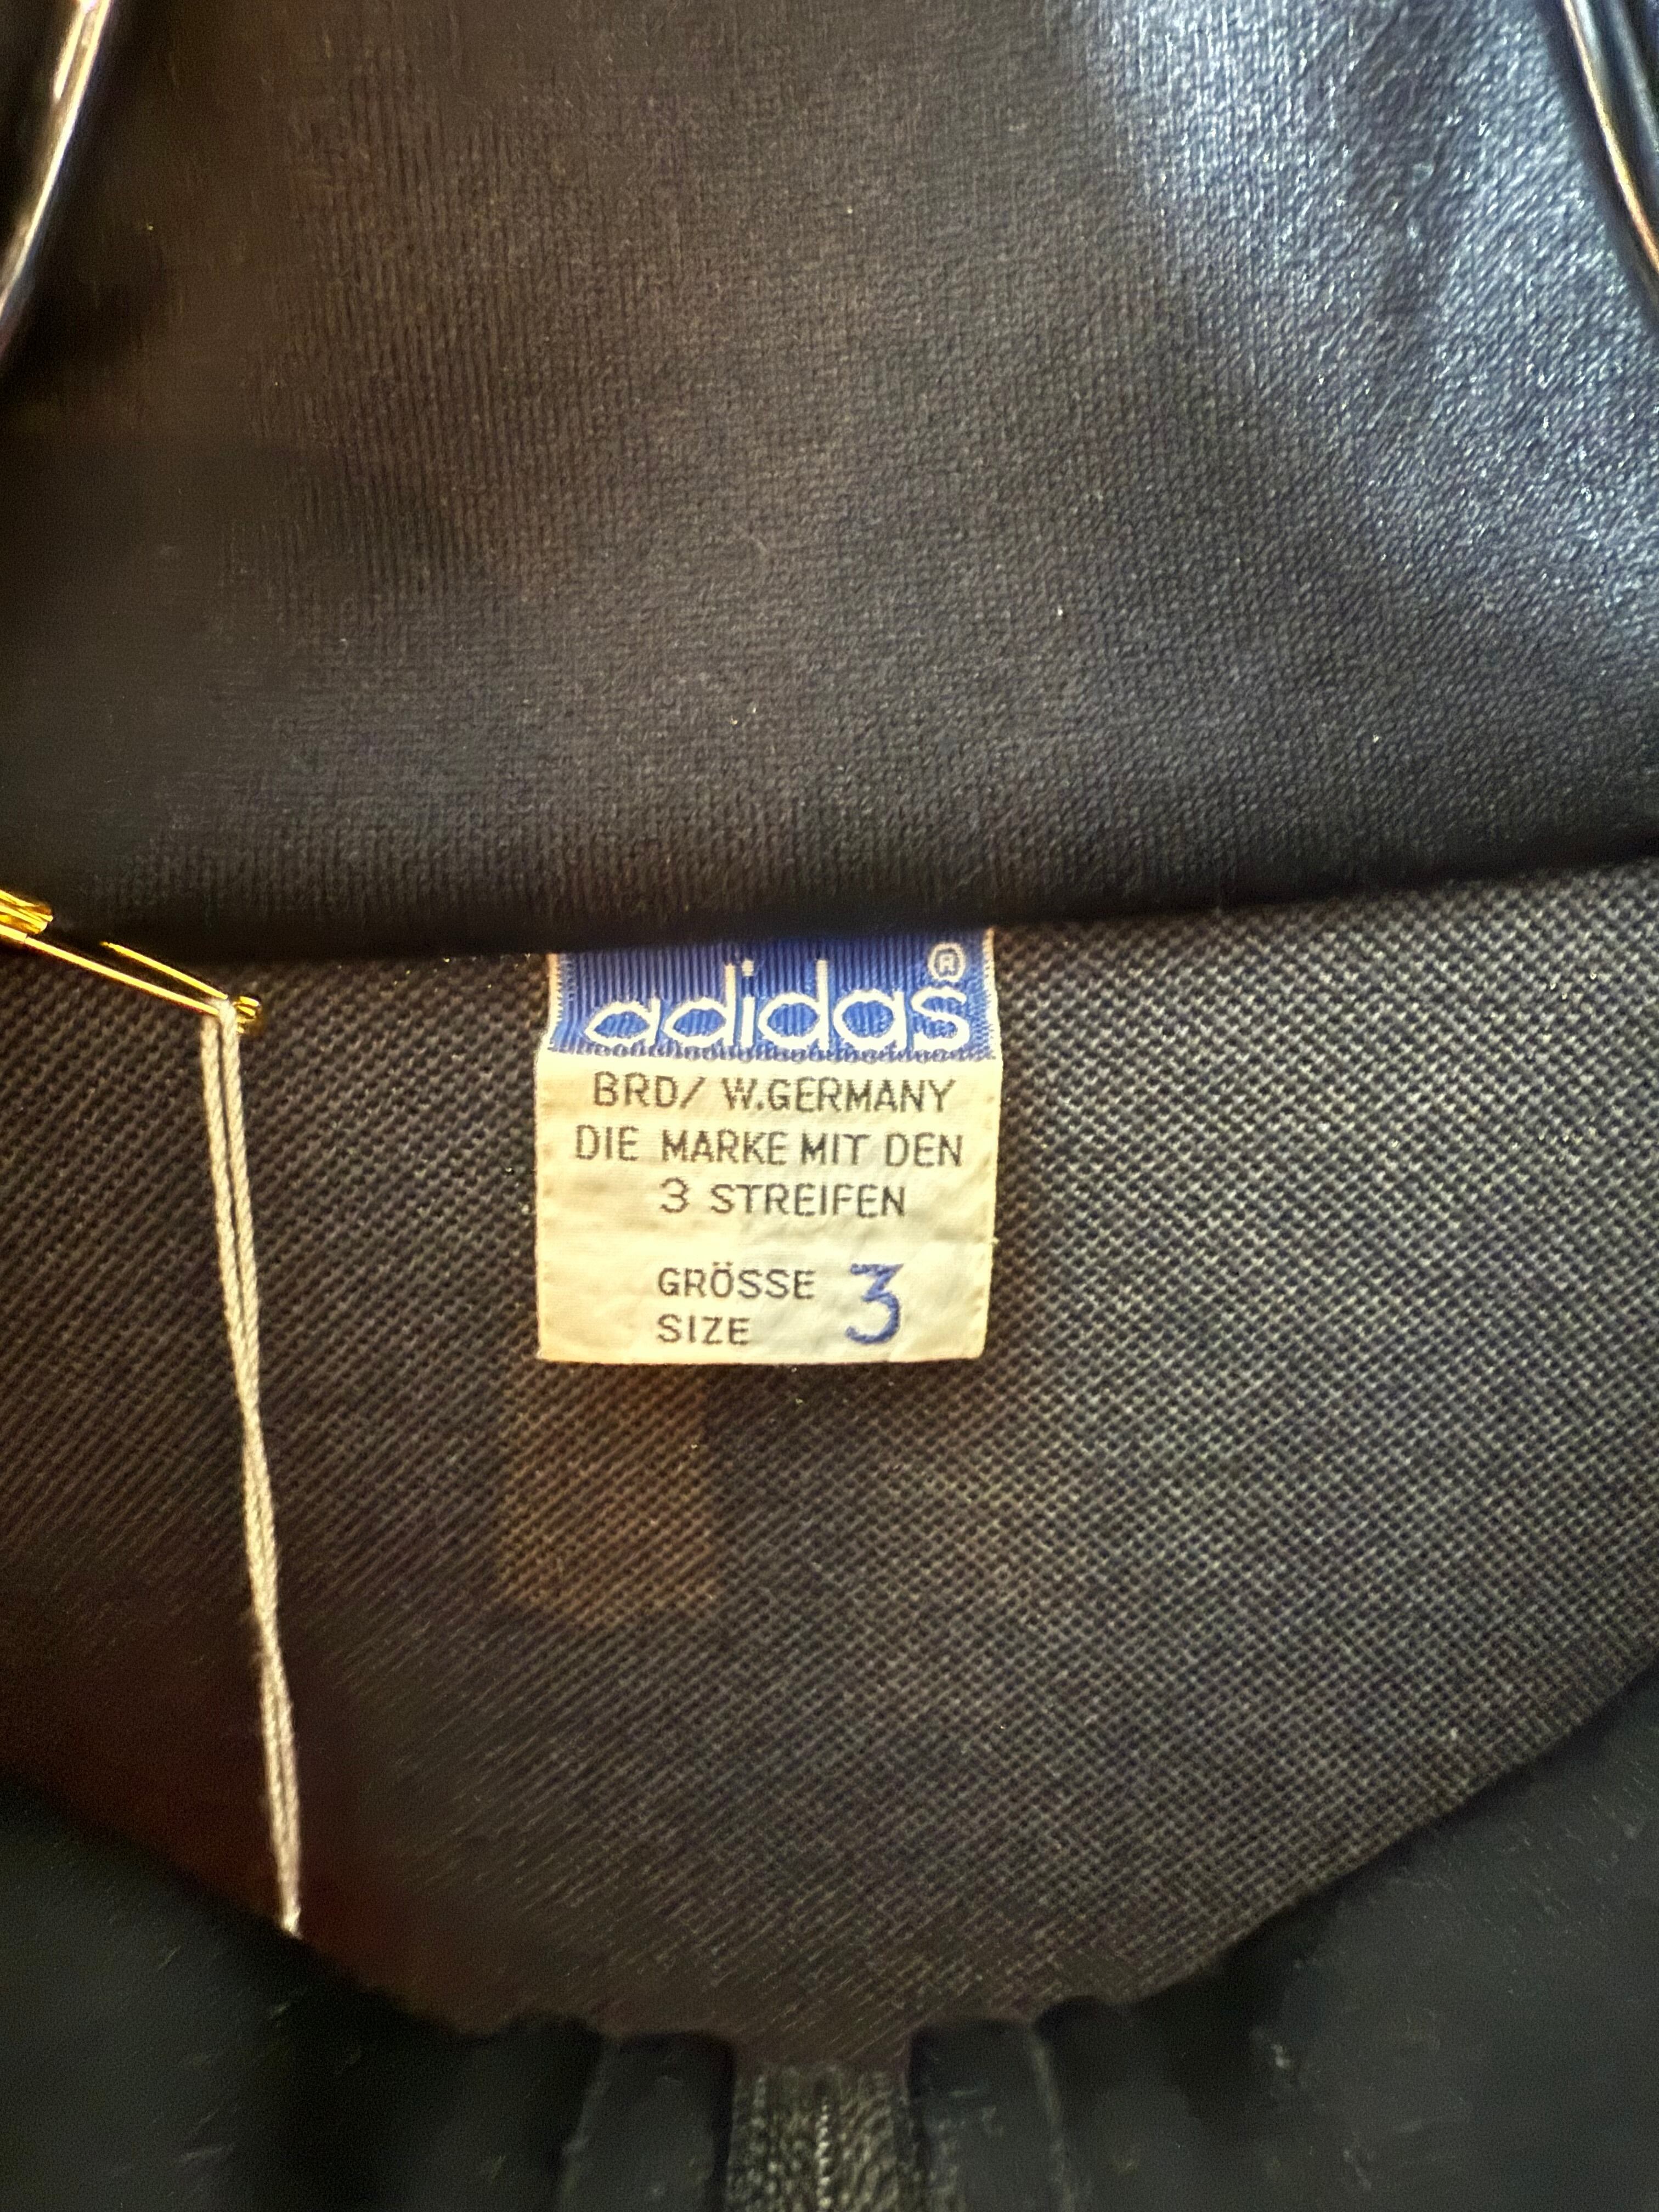 adidas®
BRD/ W.GERMANY
DIE MARKE MIT DEN
3 STREIFEN
GRÖSSE 3
SIZE